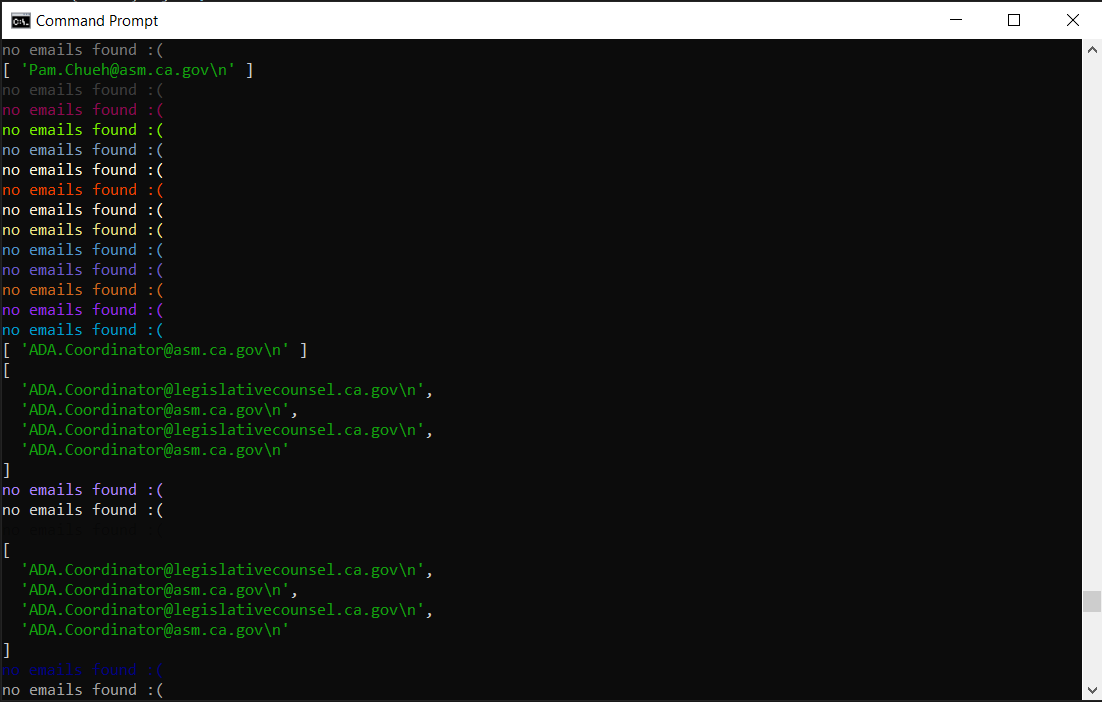 Command Prompt
no emails found :(
[ 'Pam.Chueh@asm.ca.gov\n' ]
no emails found :(
no emails found :(
no emails found :(
no emails found :(
no emails found :(
no emails found :(
no emails found :(
no emails found :(
no emails found :(
no emails found :(
no emails found :(
no emails found :(
no emails found :(
[ 'ADA.Coordinator@asm.ca.gov\n' ]
[
  'ADA.Coordinator@legislativecounsel.ca.gov\n',
  'ADA.Coordinator@asm.ca.gov\n',
  'ADA.Coordinator@legislativecounsel.ca.gov\n',
  'ADA.Coordinator@asm.ca.gov\n'
]
no emails found :(
no emails found :(
no emails found :(
[
  'ADA.Coordinator@legislativecounsel.ca.gov\n',
  'ADA.Coordinator@asm.ca.gov\n',
  'ADA.Coordinator@legislativecounsel.ca.gov\n',
  'ADA.Coordinator@asm.ca.gov\n'
]
no emails found :(
no emails found :(